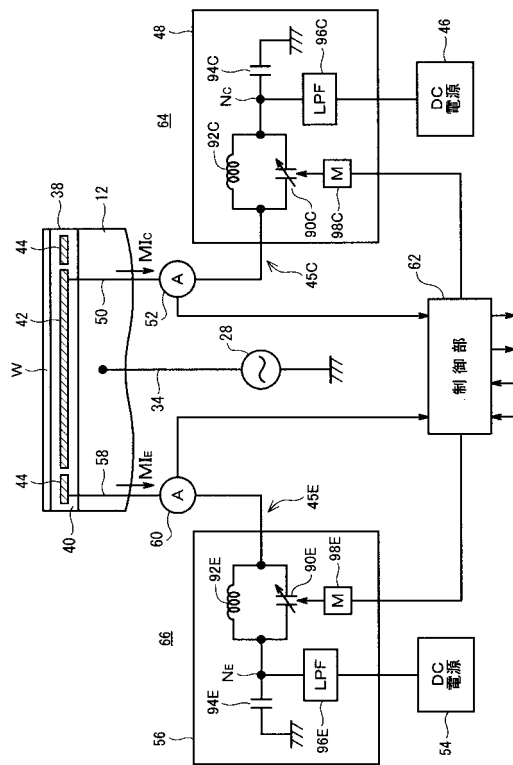 W
44
42
44
38
12
40
58
MIE
50
MIC
60
A
A
52
34
28
45E
45C
66
56
92E
90E
NE
94E
98E
M
LPF
96E
DC
電源
54
64
48
92C
90C
NC
94C
98C
M
LPF
96C
DC
電源
46
62
制御部